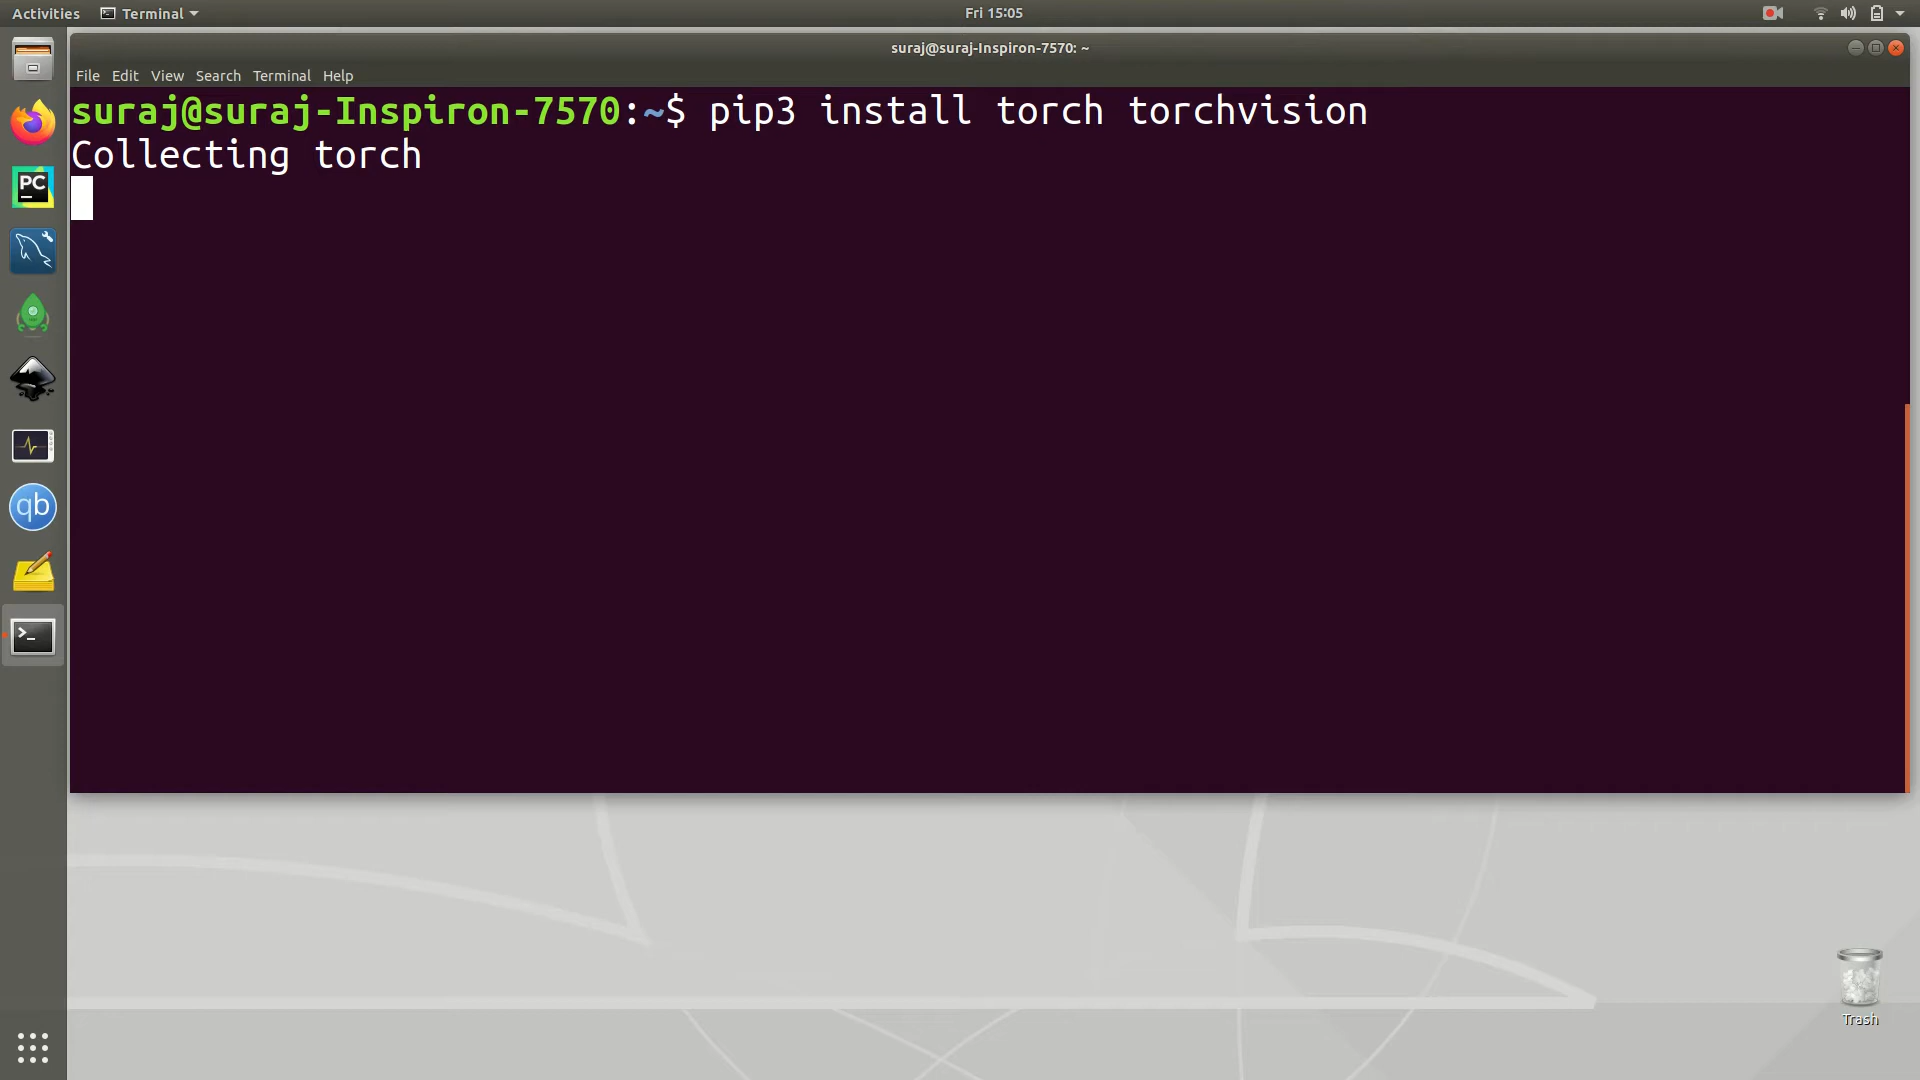 Activities Terminal Fri 15:05
suraj@suraj-Inspiron-7570: ~
File Edit View Search Terminal Help
suraj@suraj-Inspiron-7570:~$ pip3 install torch torchvision
Collecting torch
PC
qb
>_
Trash